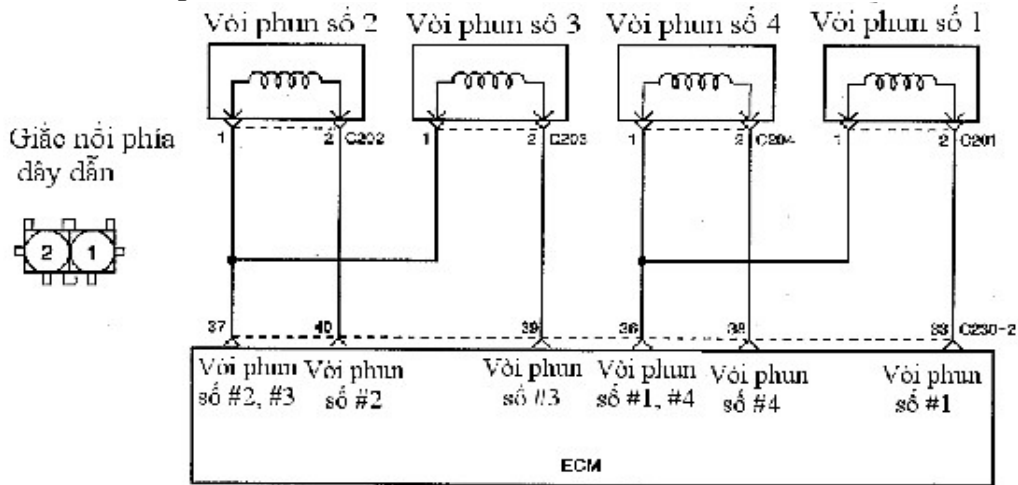 Vòi phun số 2 Vòi phun số 3 Vòi phun số 4 Vòi phun số 1
1 2 C202 1 2 C203 1 2 C204 1 2 C201
Giắc nối phía
dây dẫn
2 1
37 40 39 36 38 33 C230-2
Vòi phun Vòi phun Vòi phun Vòi phun Vòi phun Vòi phun
số #2, #3 số #2 số #3 số #1, #4 số #4 số #1
ECM